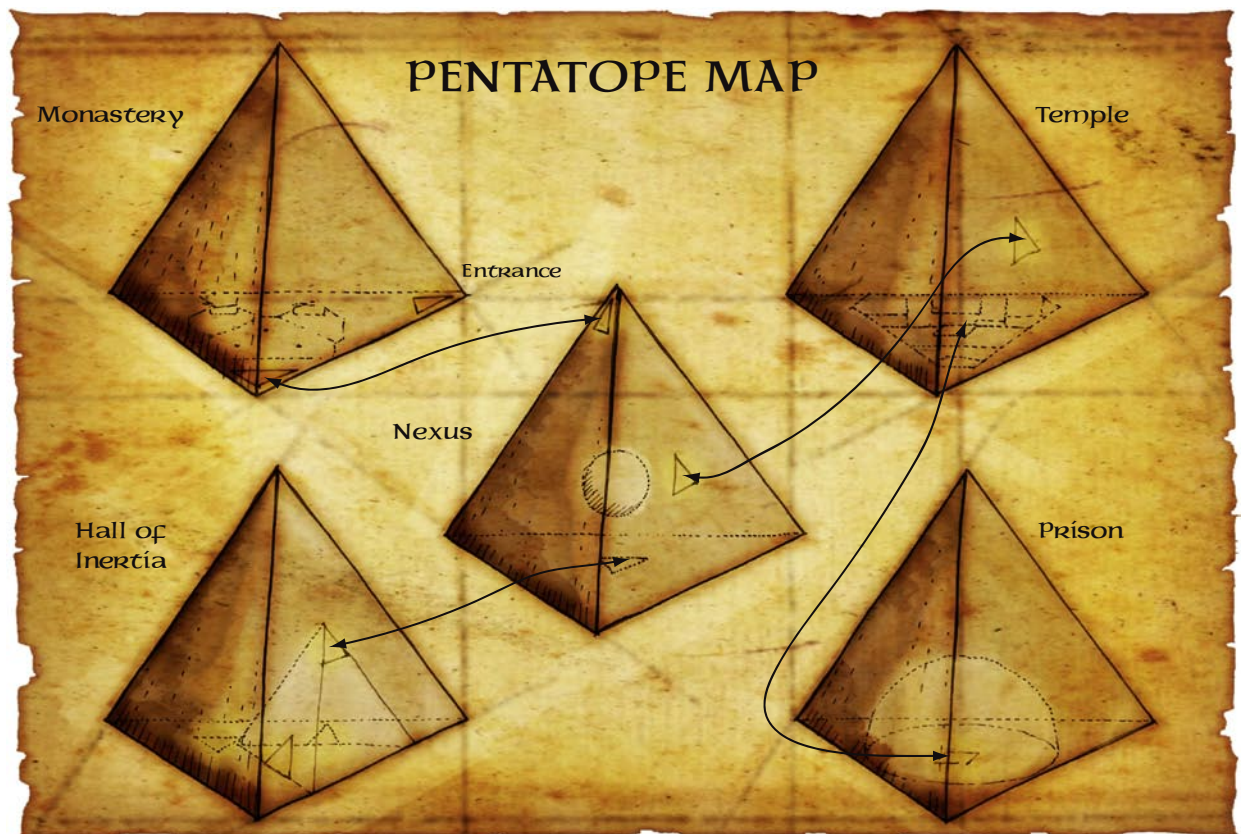 PENTATOPE MAP
Monastery
Temple
Entrance
Nexus
Hall of
Inertia
Prison